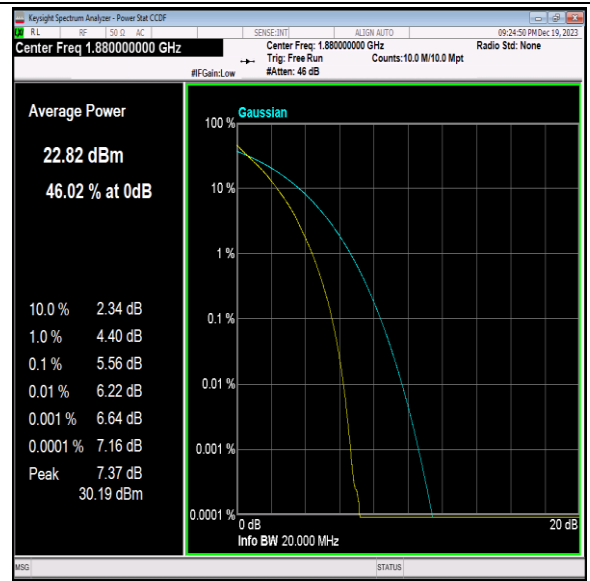 Keysight Spectrum Analyzer - Power Stat CCDF
RL RF 50 Ω AC SENSE:INT ALIGN AUTO 09:24:50 PM Dec 19, 2023
Center Freq 1.880000000 GHz
Center Freq: 1.880000000 GHz Radio Std: None
Trig: Free Run Counts:10.0 M/10.0 Mpt
#IFGain:Low #Atten: 46 dB
Average Power
22.82 dBm
46.02 % at 0dB
10.0 % 2.34 dB
1.0 % 4.40 dB
0.1 % 5.56 dB
0.01 % 6.22 dB
0.001 % 6.64 dB
0.0001 % 7.16 dB
Peak 7.37 dB
30.19 dBm
Gaussian
100 %
10 %
1 %
0.1 %
0.01 %
0.001 %
0.0001 %
0 dB 20 dB
Info BW 20.000 MHz
MSG STATUS